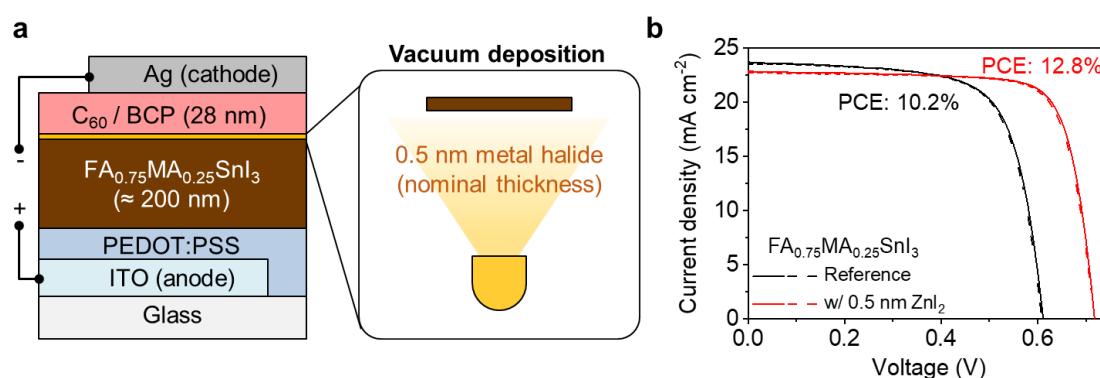 a
Vacuum deposition
Ag (cathode)
C₆₀ / BCP (28 nm)
-
FA₀.₇₅MA₀.₂₅SnI₃
(≈ 200 nm)
+
PEDOT:PSS
ITO (anode)
Glass
0.5 nm metal halide
(nominal thickness)
b
Current density (mA cm⁻²)
25
20
15
10
5
0
PCE: 12.8%
PCE: 10.2%
FA₀.₇₅MA₀.₂₅SnI₃
Reference
w/ 0.5 nm ZnI₂
0.0 0.2 0.4 0.6
Voltage (V)